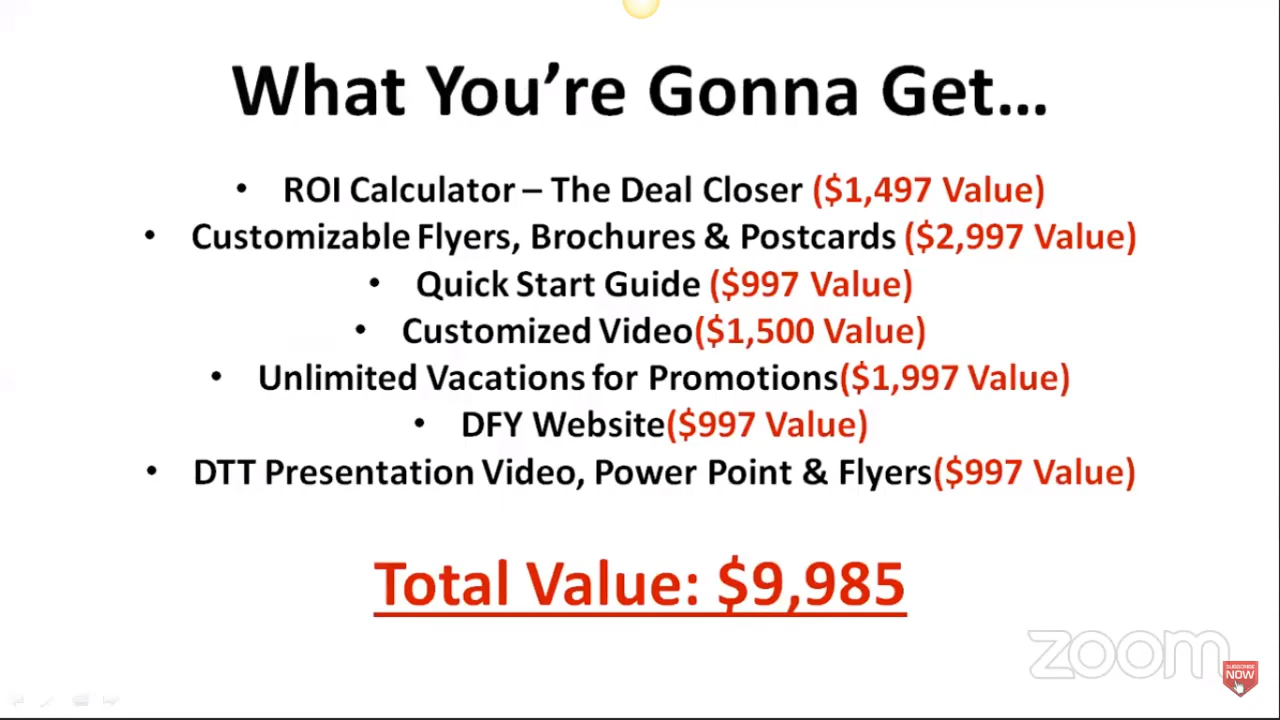 What You’re Gonna Get…
• ROI Calculator – The Deal Closer ($1,497 Value)
• Customizable Flyers, Brochures & Postcards ($2,997 Value)
• Quick Start Guide ($997 Value)
• Customized Video($1,500 Value)
• Unlimited Vacations for Promotions($1,997 Value)
• DFY Website($997 Value)
• DTT Presentation Video, Power Point & Flyers($997 Value)
Total Value: $9,985
zoom
SUBSCRIBE
NOW